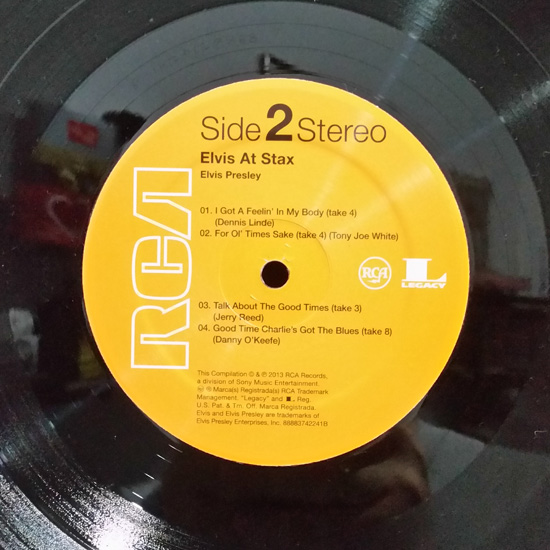 Side 2 Stereo
Elvis At Stax
Elvis Presley
01. I Got A Feelin' In My Body (take 4)
(Dennis Linde)
02. For Ol' Times Sake (take 4) (Tony Joe White)
RCA
RCA
L
LEGACY
03. Talk About The Good Times (take 3)
(Jerry Reed)
04. Good Time Charlie's Got The Blues (take 8)
(Danny O'Keefe)
This Compilation © & ℗ 2013 RCA Records,
a division of Sony Music Entertainment.
® Marca(s) Registrada(s) RCA Trademark
Management. "Legacy" and L Reg.
U.S. Pat. & Tm. Off. Marca Registrada.
Elvis and Elvis Presley are trademarks of
Elvis Presley Enterprises, Inc. 88883742241B